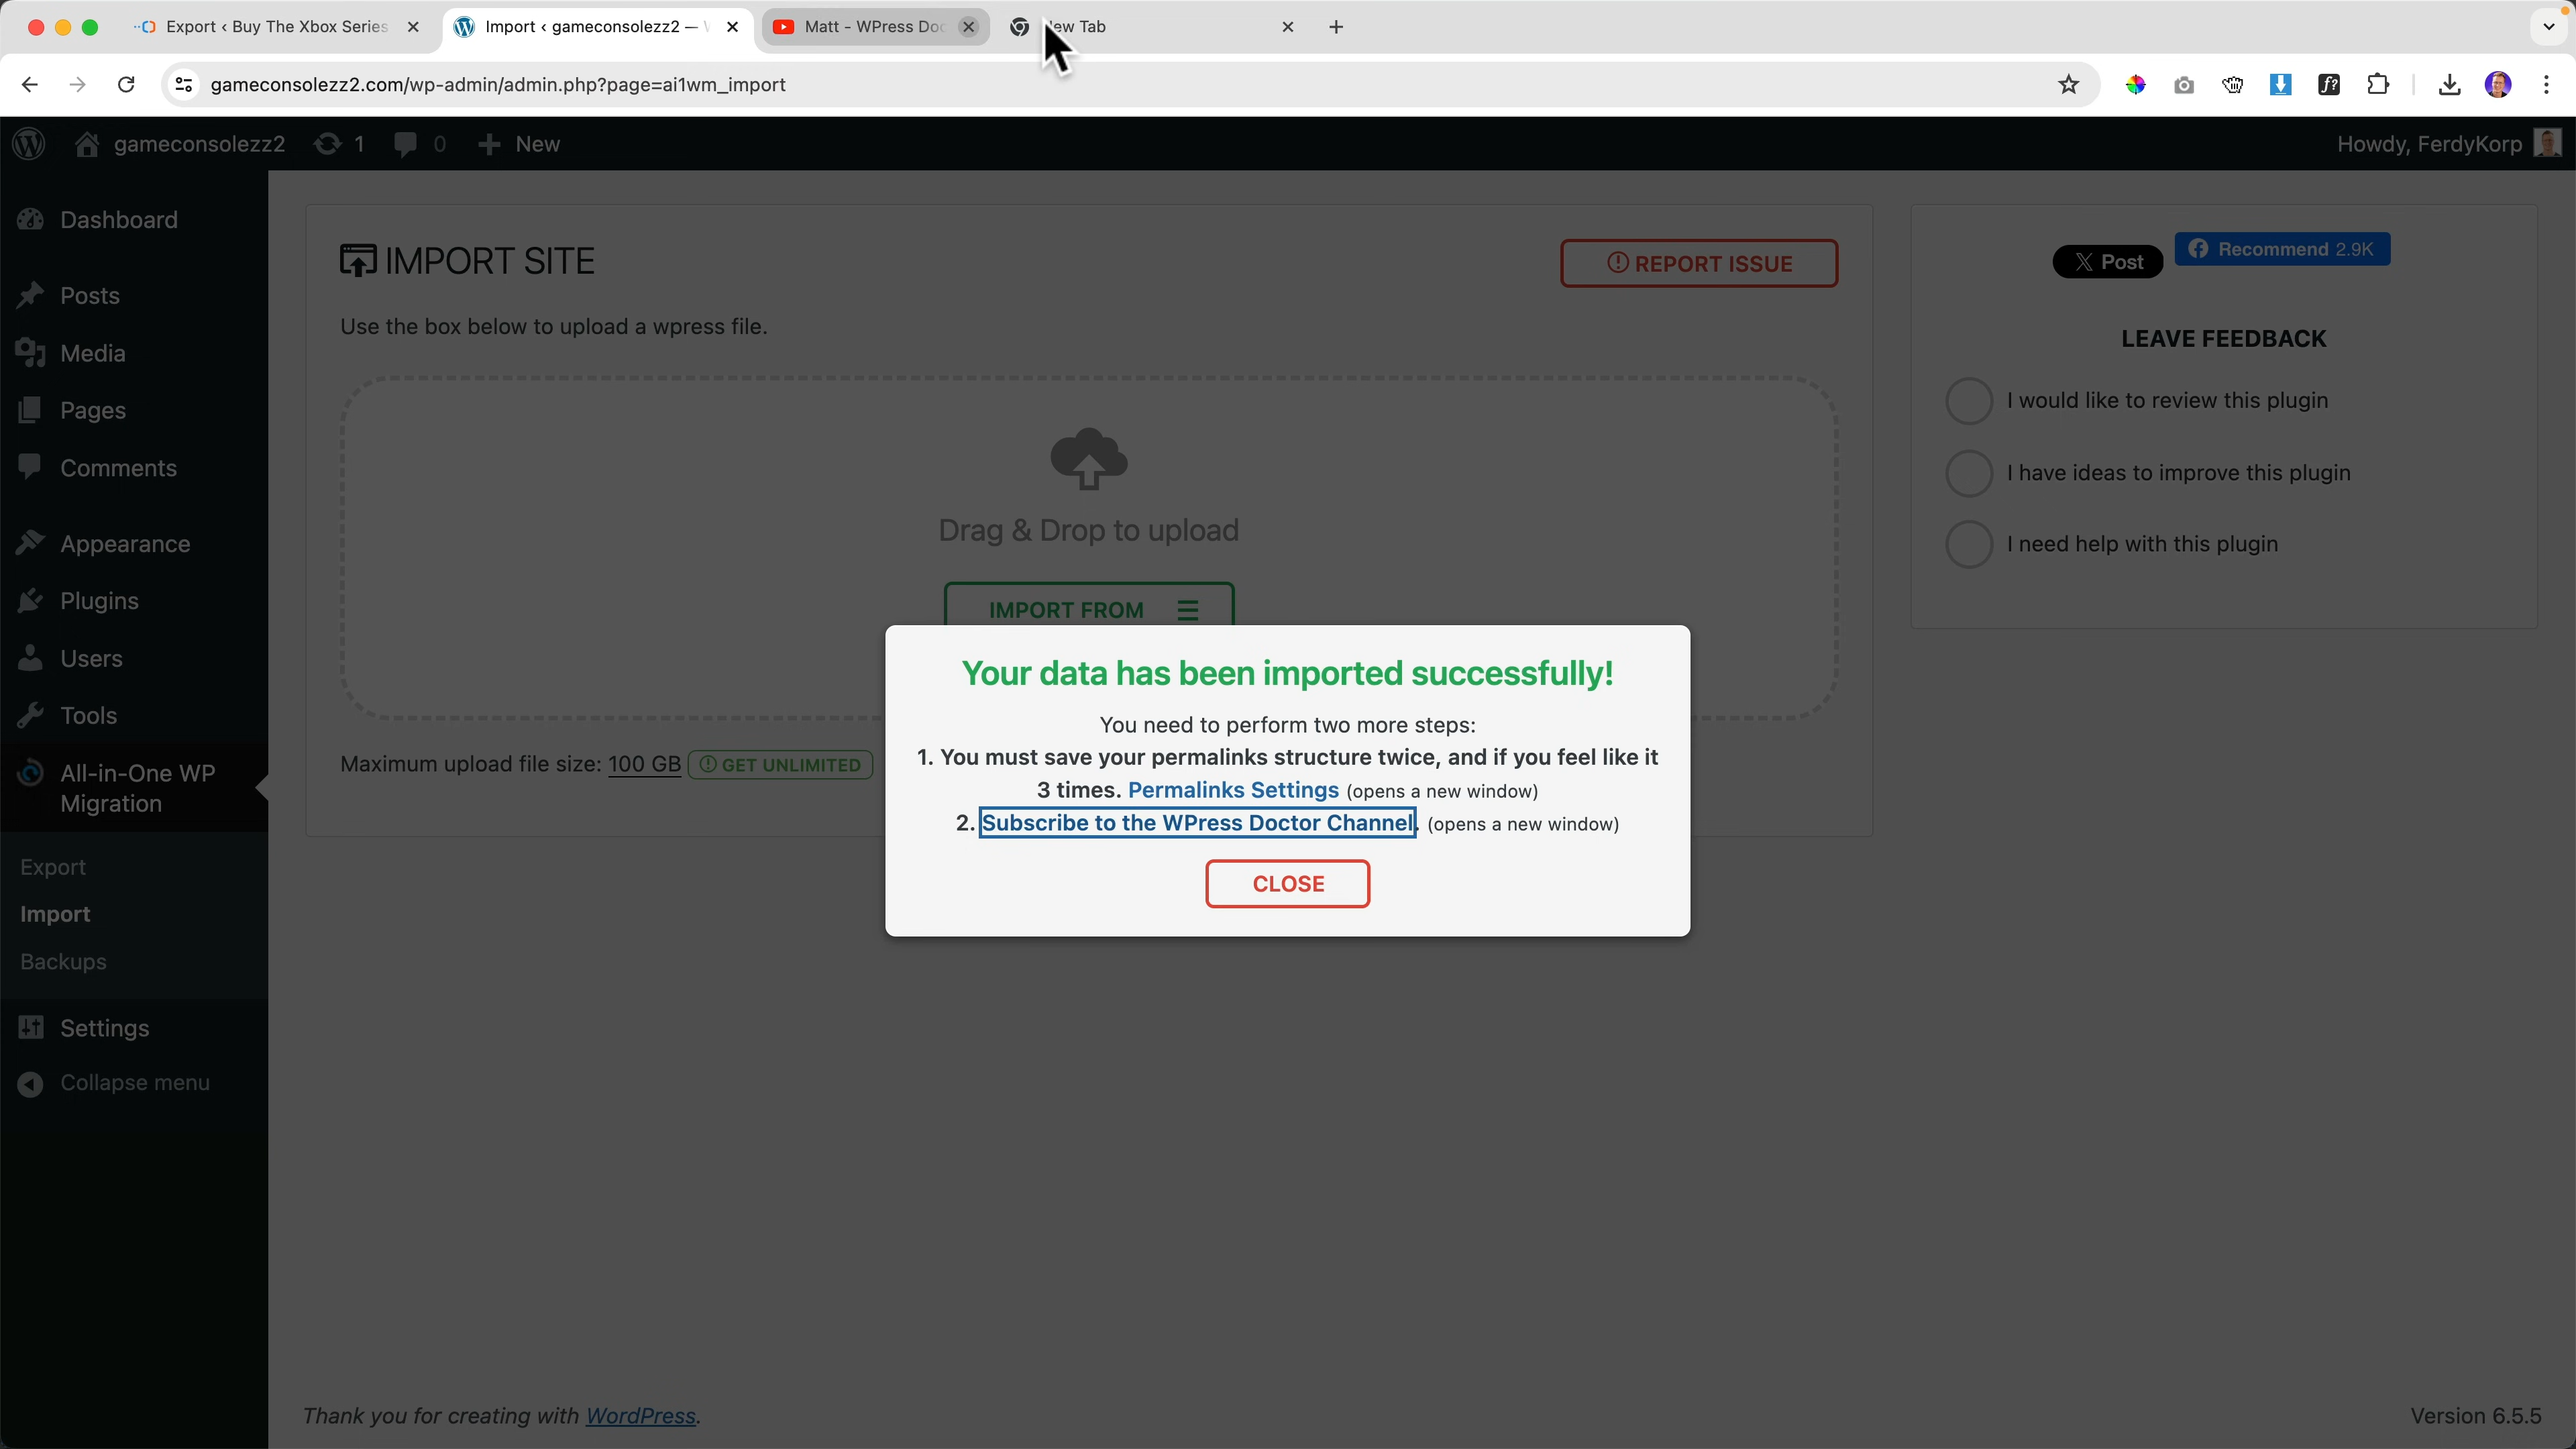 Export ‹ Buy The Xbox Series
Import ‹ gameconsolezz2 —
Matt - WPress Doc
ew Tab
gameconsolezz2.com/wp-admin/admin.php?page=ai1wm_import
gameconsolezz2
1
0
New
Howdy, FerdyKorp
Dashboard
Posts
Media
Pages
Comments
Appearance
Plugins
Users
Tools
All-in-One WP
Migration
Export
Import
Backups
Settings
Collapse menu
IMPORT SITE
REPORT ISSUE
Use the box below to upload a wpress file.
Drag & Drop to upload
IMPORT FROM
Maximum upload file size: 100 GB GET UNLIMITED
Your data has been imported successfully!
You need to perform two more steps:
1. You must save your permalinks structure twice, and if you feel like it
3 times. Permalinks Settings (opens a new window)
2. Subscribe to the WPress Doctor Channel. (opens a new window)
CLOSE
Post
Recommend 2.9K
LEAVE FEEDBACK
I would like to review this plugin
I have ideas to improve this plugin
I need help with this plugin
Thank you for creating with WordPress.
Version 6.5.5